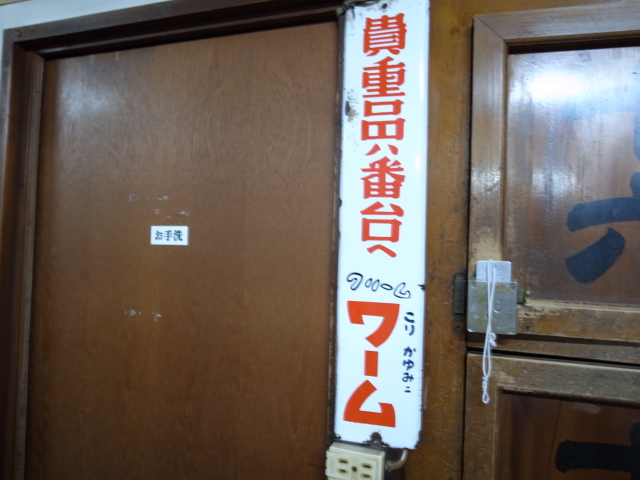 貴重品ハ番台へ
ワーム
こり かゆみに
ワーム
お手洗